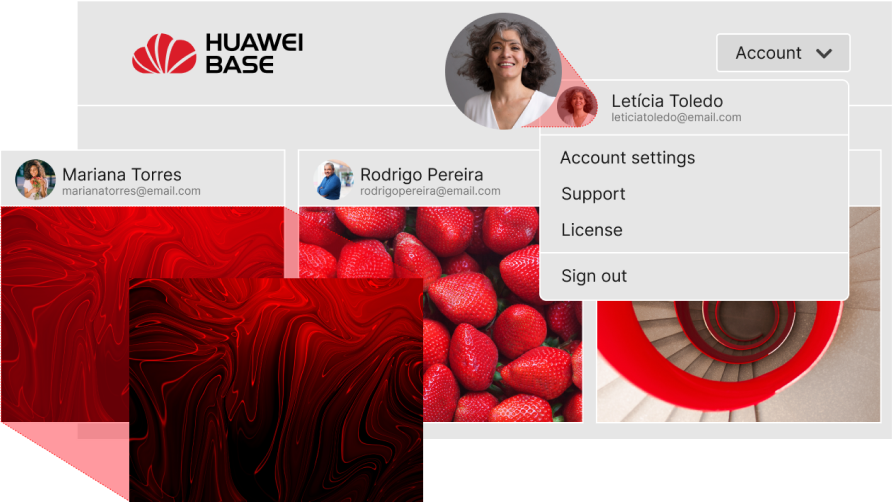 HUAWEI
BASE
Account
Letícia Toledo
leticiatoledo@email.com
Account settings
Support
License
Sign out
Mariana Torres
marianatorres@email.com
Rodrigo Pereira
rodrigopereira@email.com